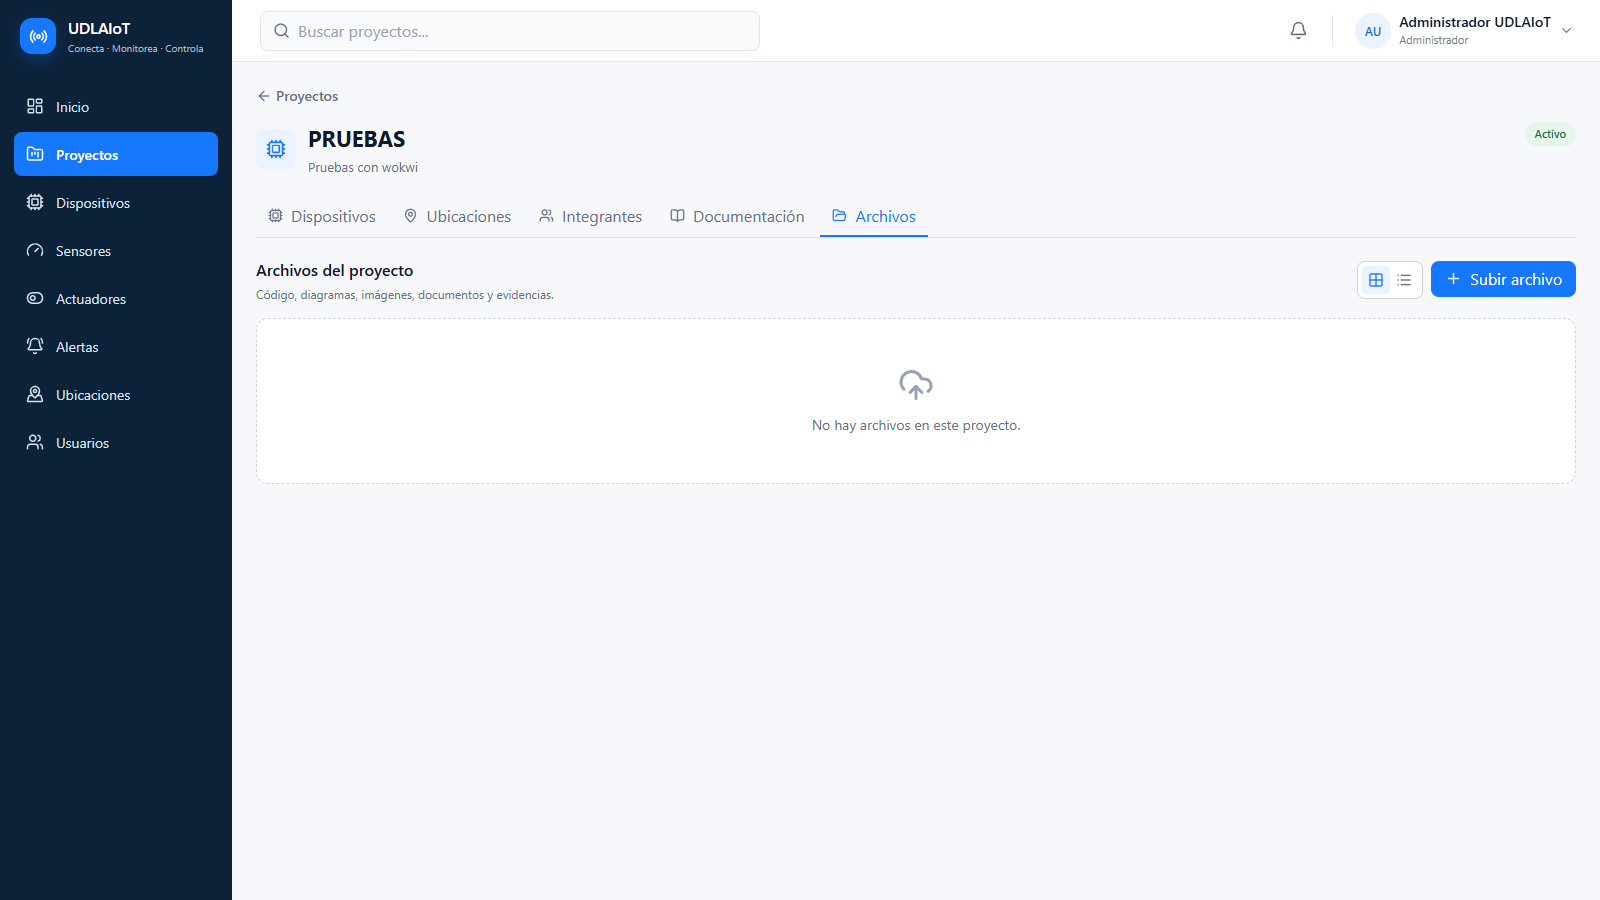 UDLAIoT
Conecta · Monitorea · Controla
Inicio
Proyectos
Dispositivos
Sensores
Actuadores
Alertas
Ubicaciones
Usuarios
Buscar proyectos...
AU
Administrador UDLAIoT
Administrador
Proyectos
PRUEBAS
Pruebas con wokwi
Activo
Dispositivos
Ubicaciones
Integrantes
Documentación
Archivos
Archivos del proyecto
Código, diagramas, imágenes, documentos y evidencias.
Subir archivo
No hay archivos en este proyecto.